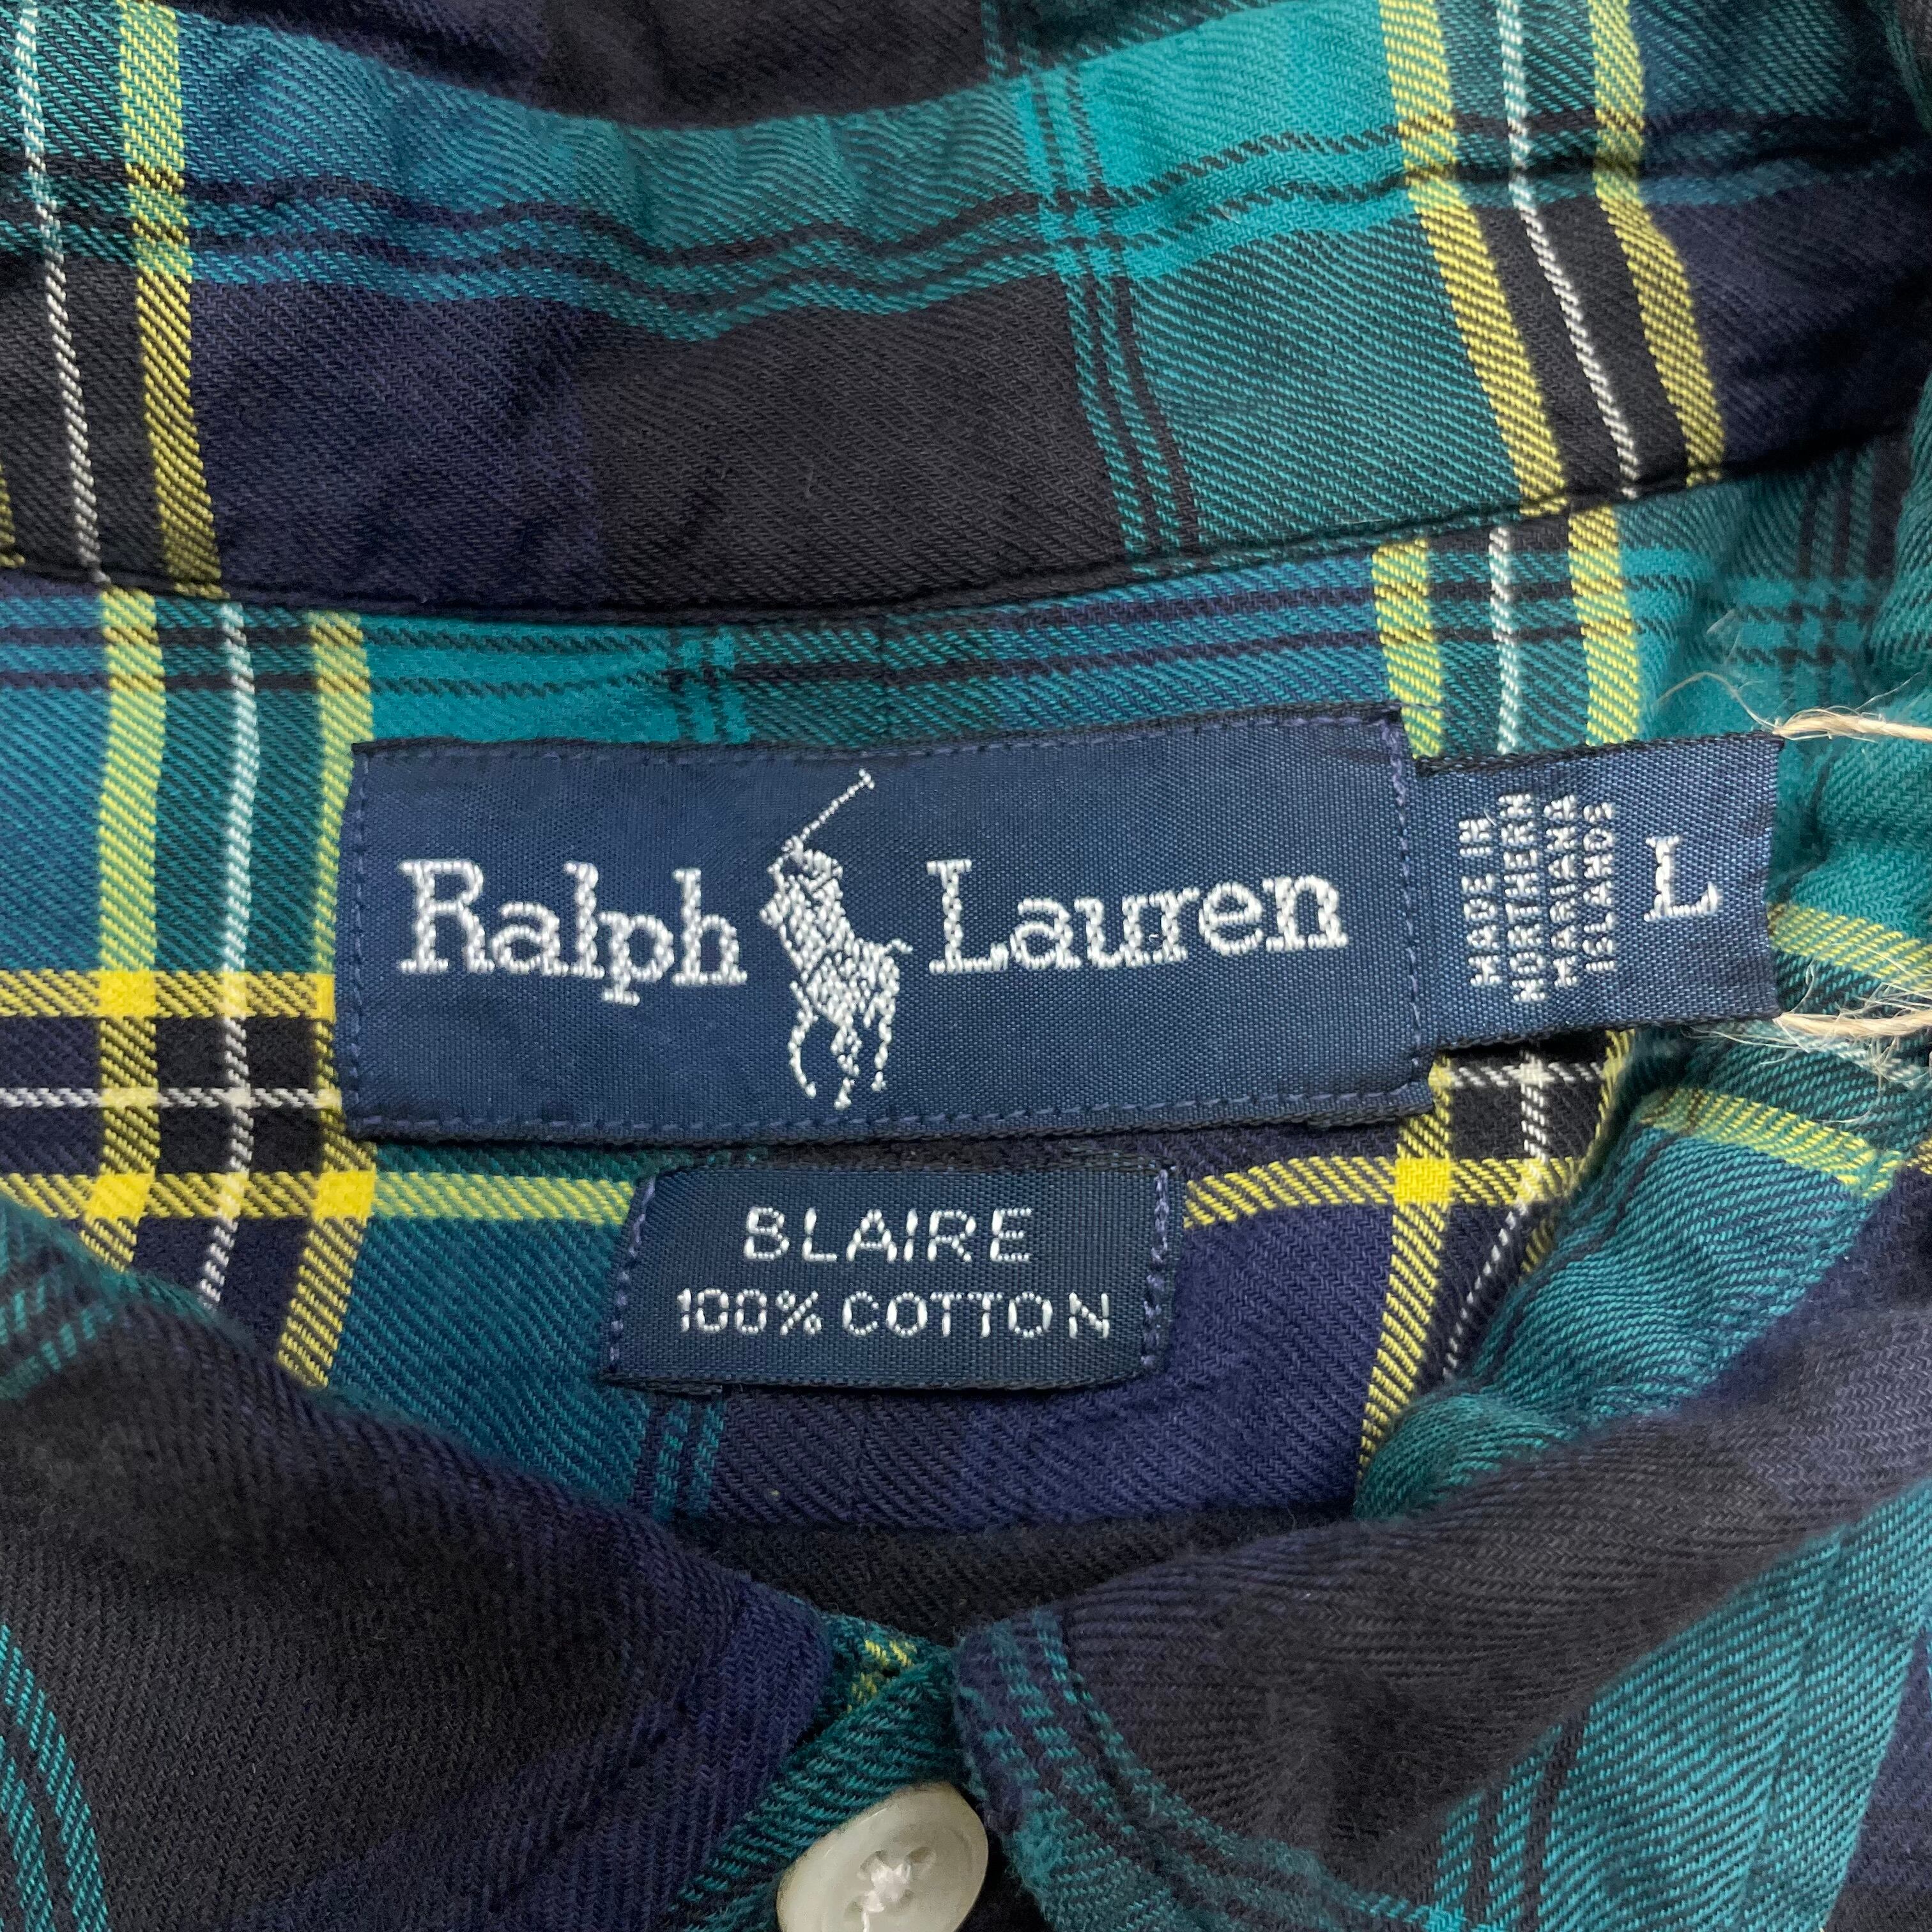 Ralph Lauren
MADE IN
NORTHERN
MARIANA
ISLANDS
L
BLAIRE
100% COTTON